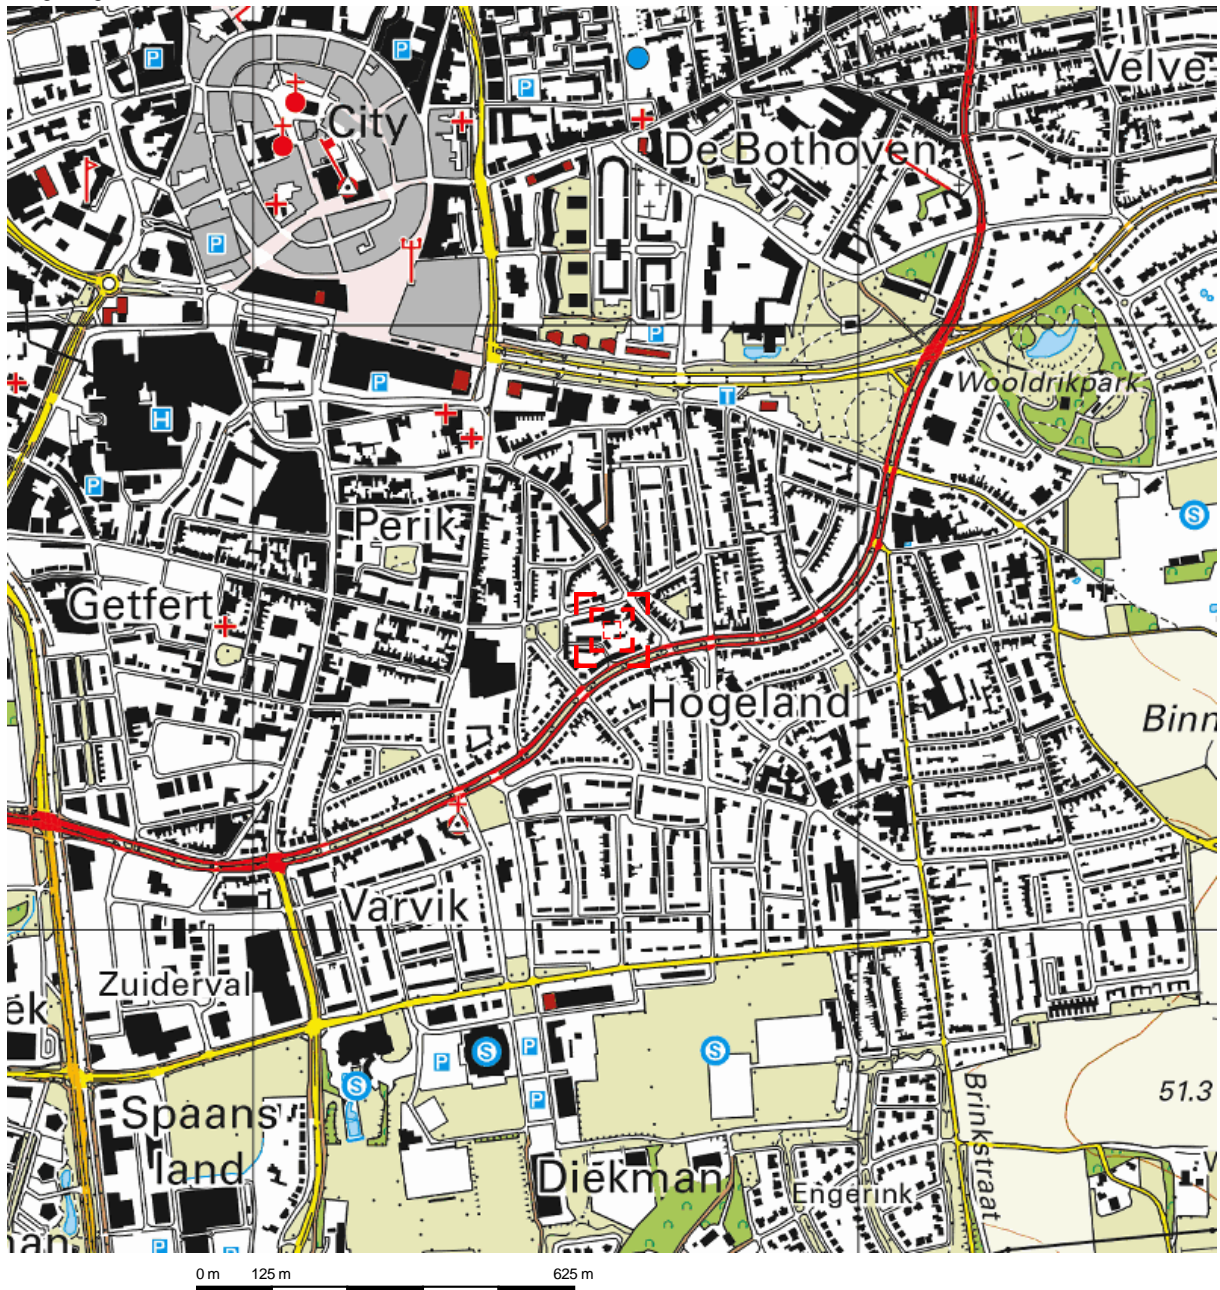 Velve
P
P
P
City
De Bothoven
P
P
Wooldrikpark
P
T
H
P
S
Perik
Getfert
Hogeland
Binn
Varvik
Zuiderval
ek
S
P
P
S
S
P
Brinkstraat
51.3
Spaans
land
Diekman
Engerink
V
nan
P
P
0 m 125 m 625 m